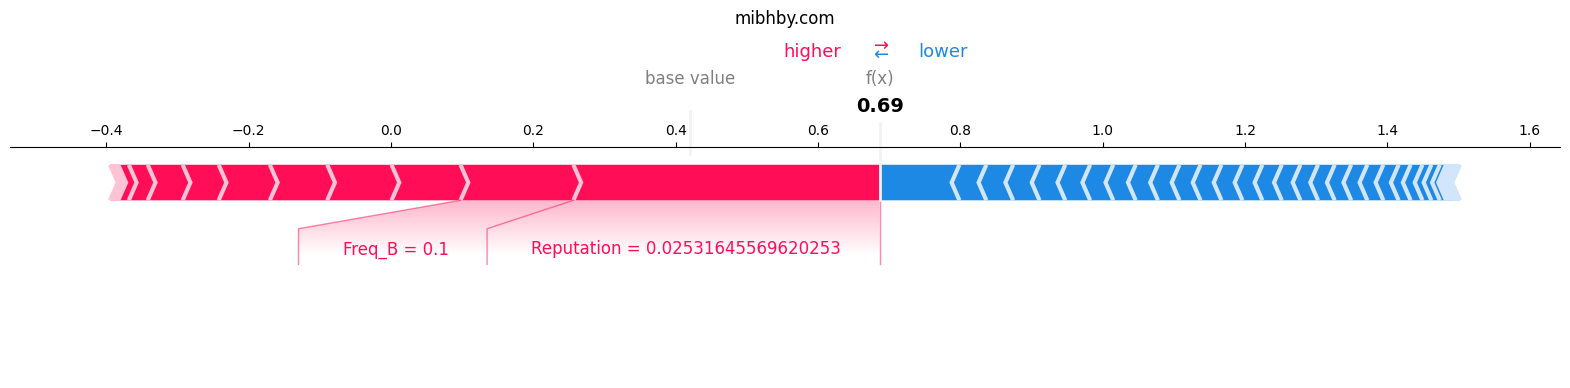 mibhby.com
higher ⇄ lower
base value f(x)
0.69
−0.4 −0.2 0.0 0.2 0.4 0.6 0.8 1.0 1.2 1.4 1.6
Freq_B = 0.1 Reputation = 0.02531645569620253